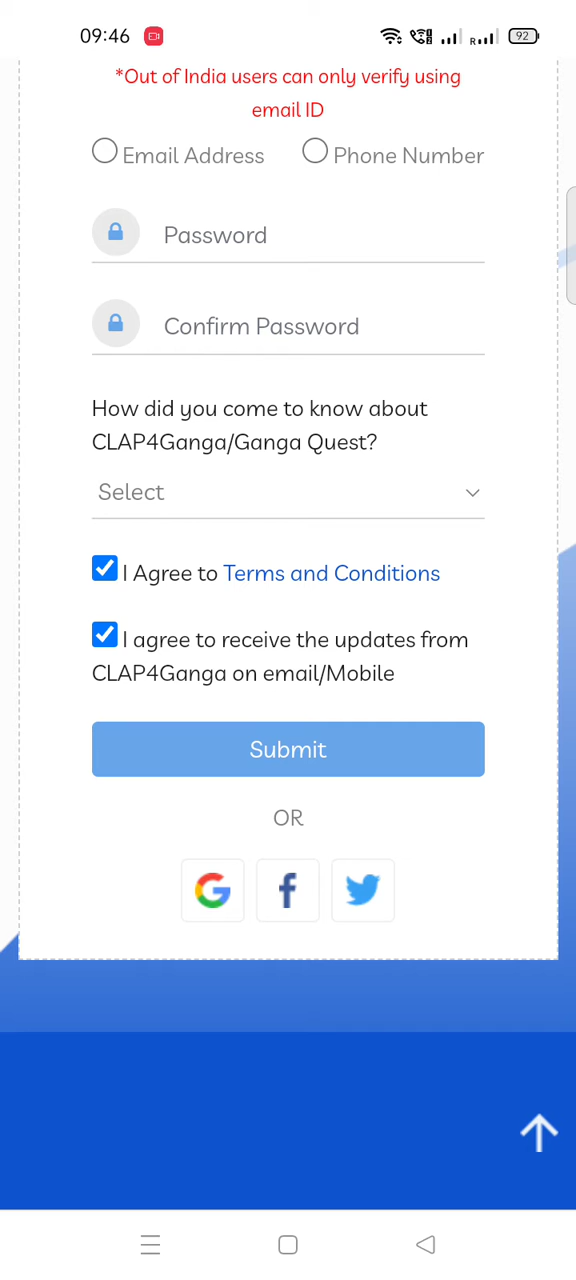 09:46
R
92
*Out of India users can only verify using
email ID
Email Address
Phone Number
Password
Confirm Password
How did you come to know about
CLAP4Ganga/Ganga Quest?
Select
I Agree to Terms and Conditions
I agree to receive the updates from
CLAP4Ganga on email/Mobile
Submit
OR